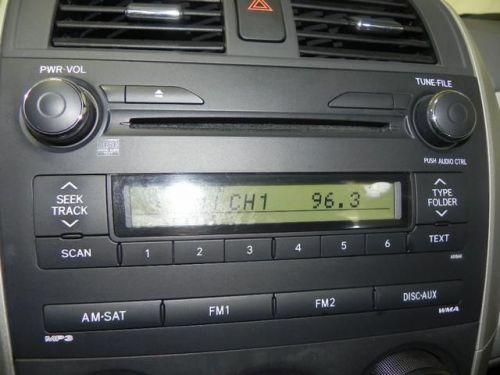 PWR·VOL
TUNE·FILE
PUSH AUDIO CTRL
SEEK
TRACK
CH1 96.3
TYPE
FOLDER
SCAN
1 2 3 4 5 6
TEXT
AM·SAT
FM1
FM2
DISC·AUX
MP3
WMA